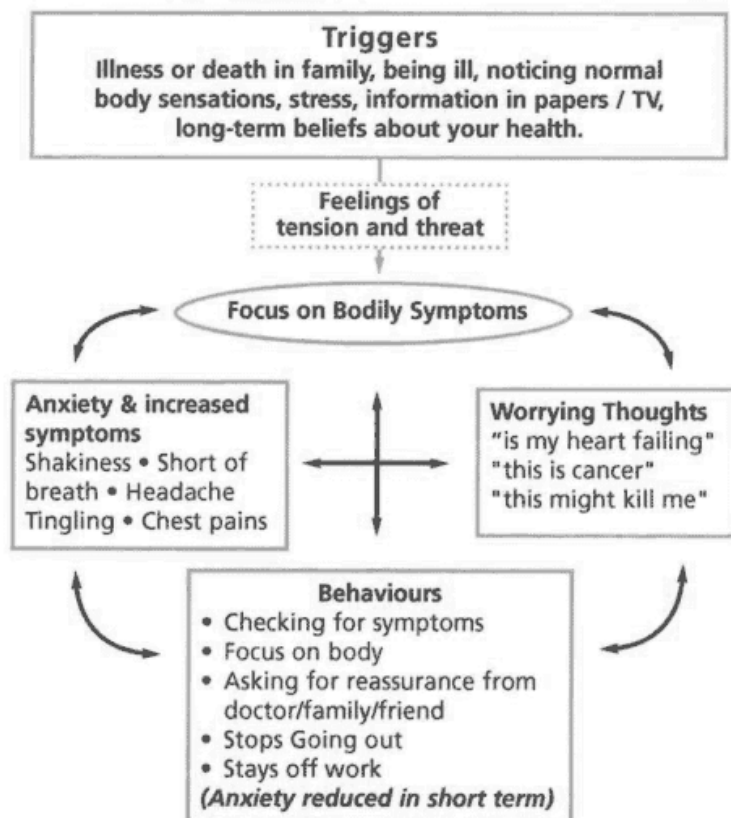 Triggers
Illness or death in family, being ill, noticing normal
body sensations, stress, information in papers / TV,
long-term beliefs about your health.
Feelings of
tension and threat
Focus on Bodily Symptoms
Anxiety & increased
symptoms
Shakiness • Short of
breath • Headache
Tingling • Chest pains
Worrying Thoughts
"is my heart failing"
"this is cancer"
"this might kill me"
Behaviours
• Checking for symptoms
• Focus on body
• Asking for reassurance from
doctor/family/friend
• Stops Going out
• Stays off work
(Anxiety reduced in short term)